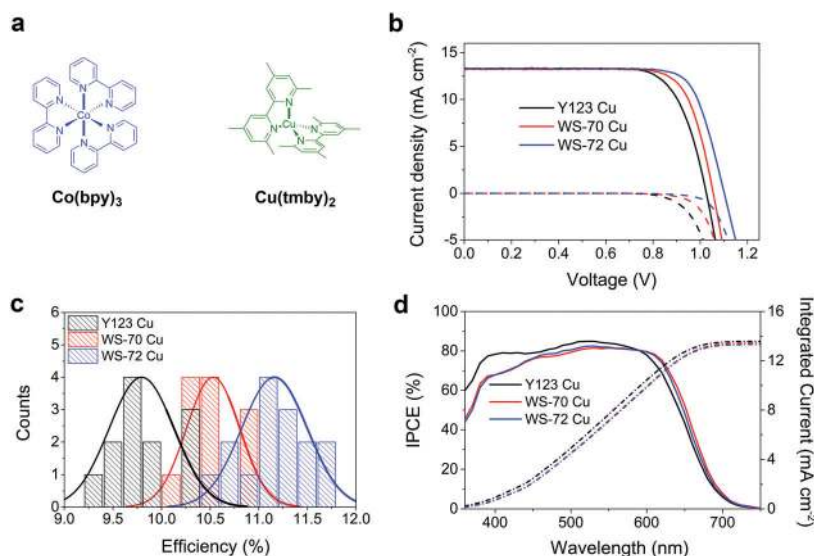 a
N
N
N
N
Co
N
N
Co(bpy)₃
N
N
Cu
N
N
Cu(tmby)₂
b
Current density (mA cm⁻²)
15
10
5
0
-5
Y123 Cu
WS-70 Cu
WS-72 Cu
0.0 0.2 0.4 0.6 0.8 1.0 1.2
Voltage (V)
c
Counts
6
5
4
3
2
1
0
Y123 Cu
WS-70 Cu
WS-72 Cu
9.0 9.5 10.0 10.5 11.0 11.5 12.0
Efficiency (%)
d
IPCE (%)
100
80
60
40
20
0
Y123 Cu
WS-70 Cu
WS-72 Cu
400 500 600 700
Wavelength (nm)
16
12
8
4
0
Integrated Current (mA cm⁻²)